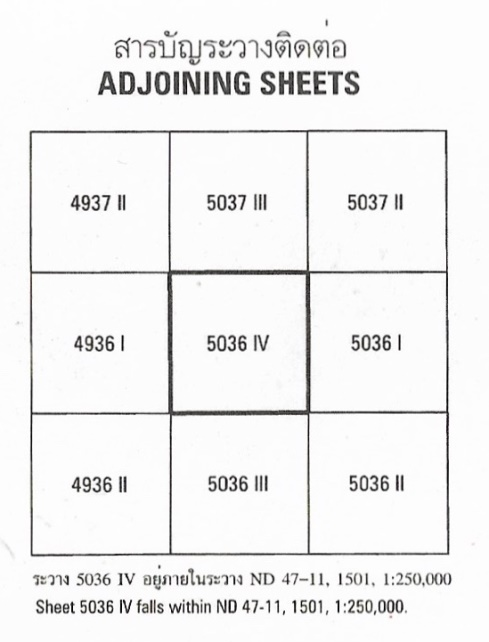 สารบัญระวางติดต่อ
ADJOINING SHEETS
4937 II 5037 III 5037 II
4936 I 5036 IV 5036 I
4936 II 5036 III 5036 II
ระวาง 5036 IV อยู่ภายในระวาง ND 47-11, 1501, 1:250,000
Sheet 5036 IV falls within ND 47-11, 1501, 1:250,000.